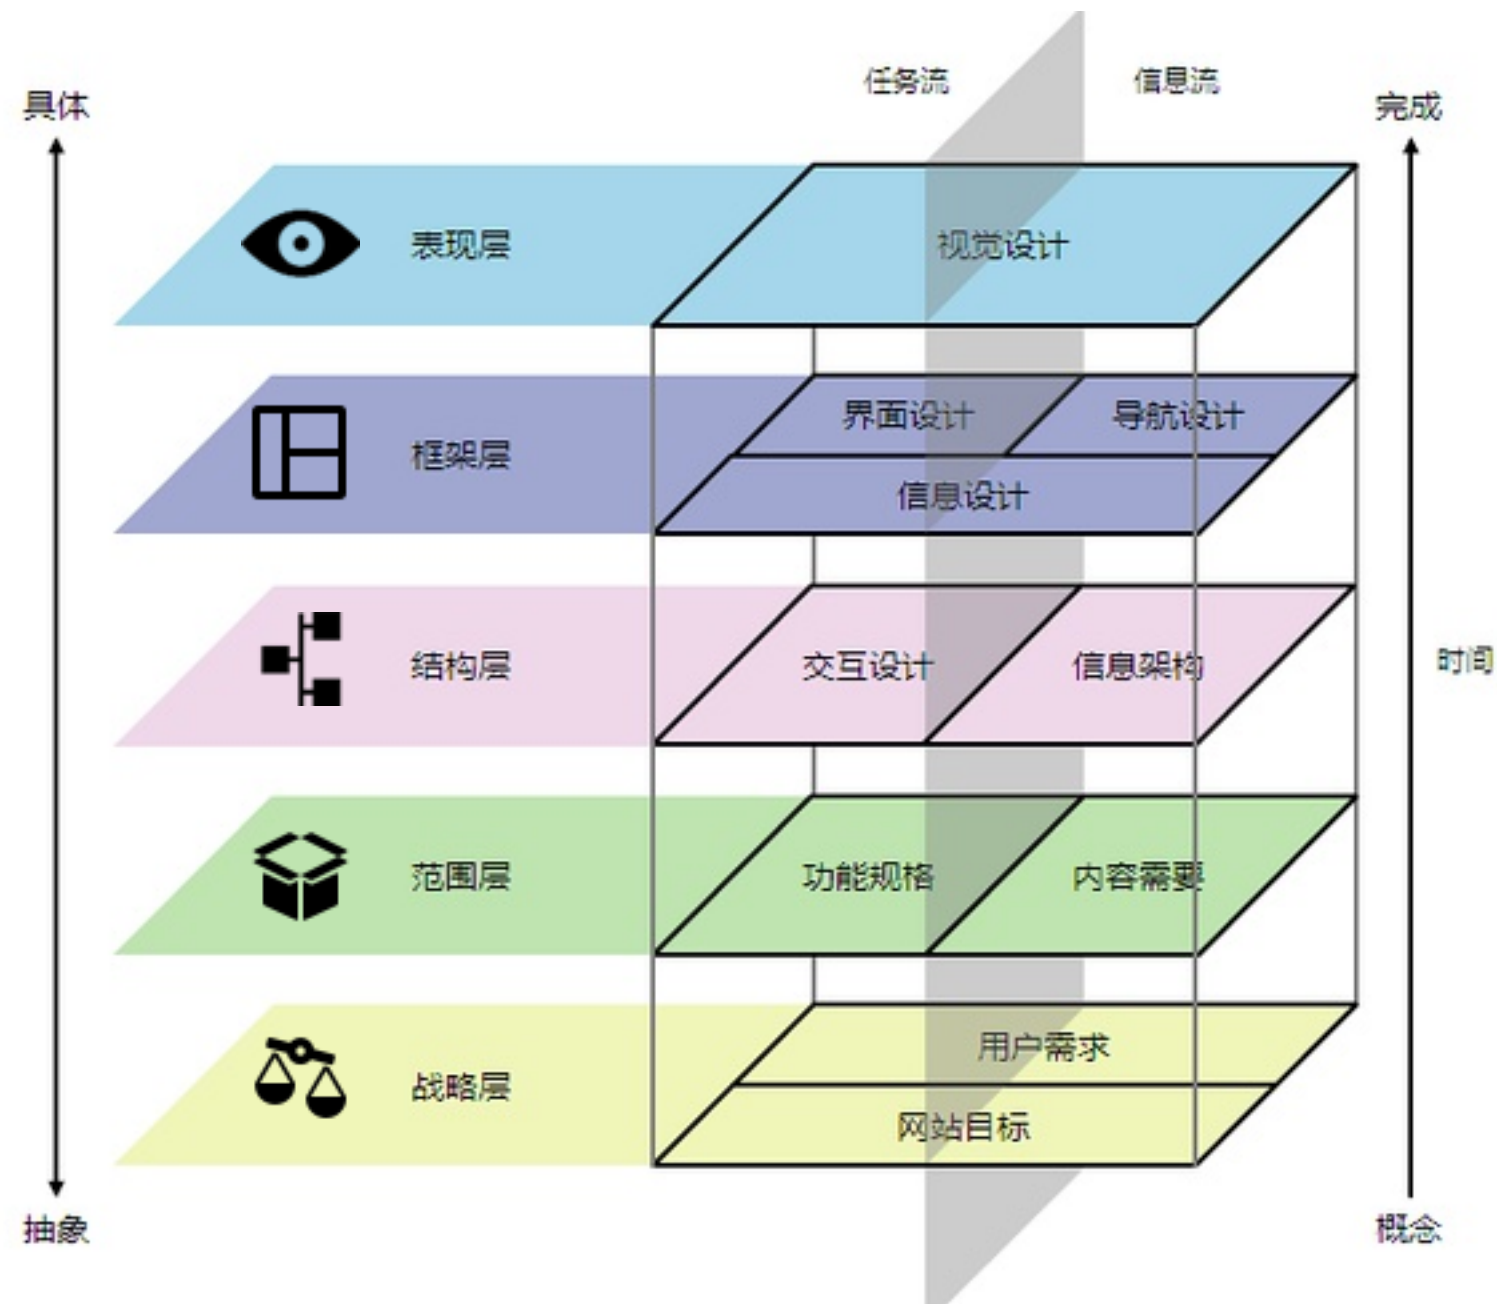 任务流
信息流
具体
完成
表现层
视觉设计
界面设计
导航设计
框架层
信息设计
结构层
交互设计
信息架构
时间
范围层
功能规格
内容需要
用户需求
战略层
网站目标
抽象
概念